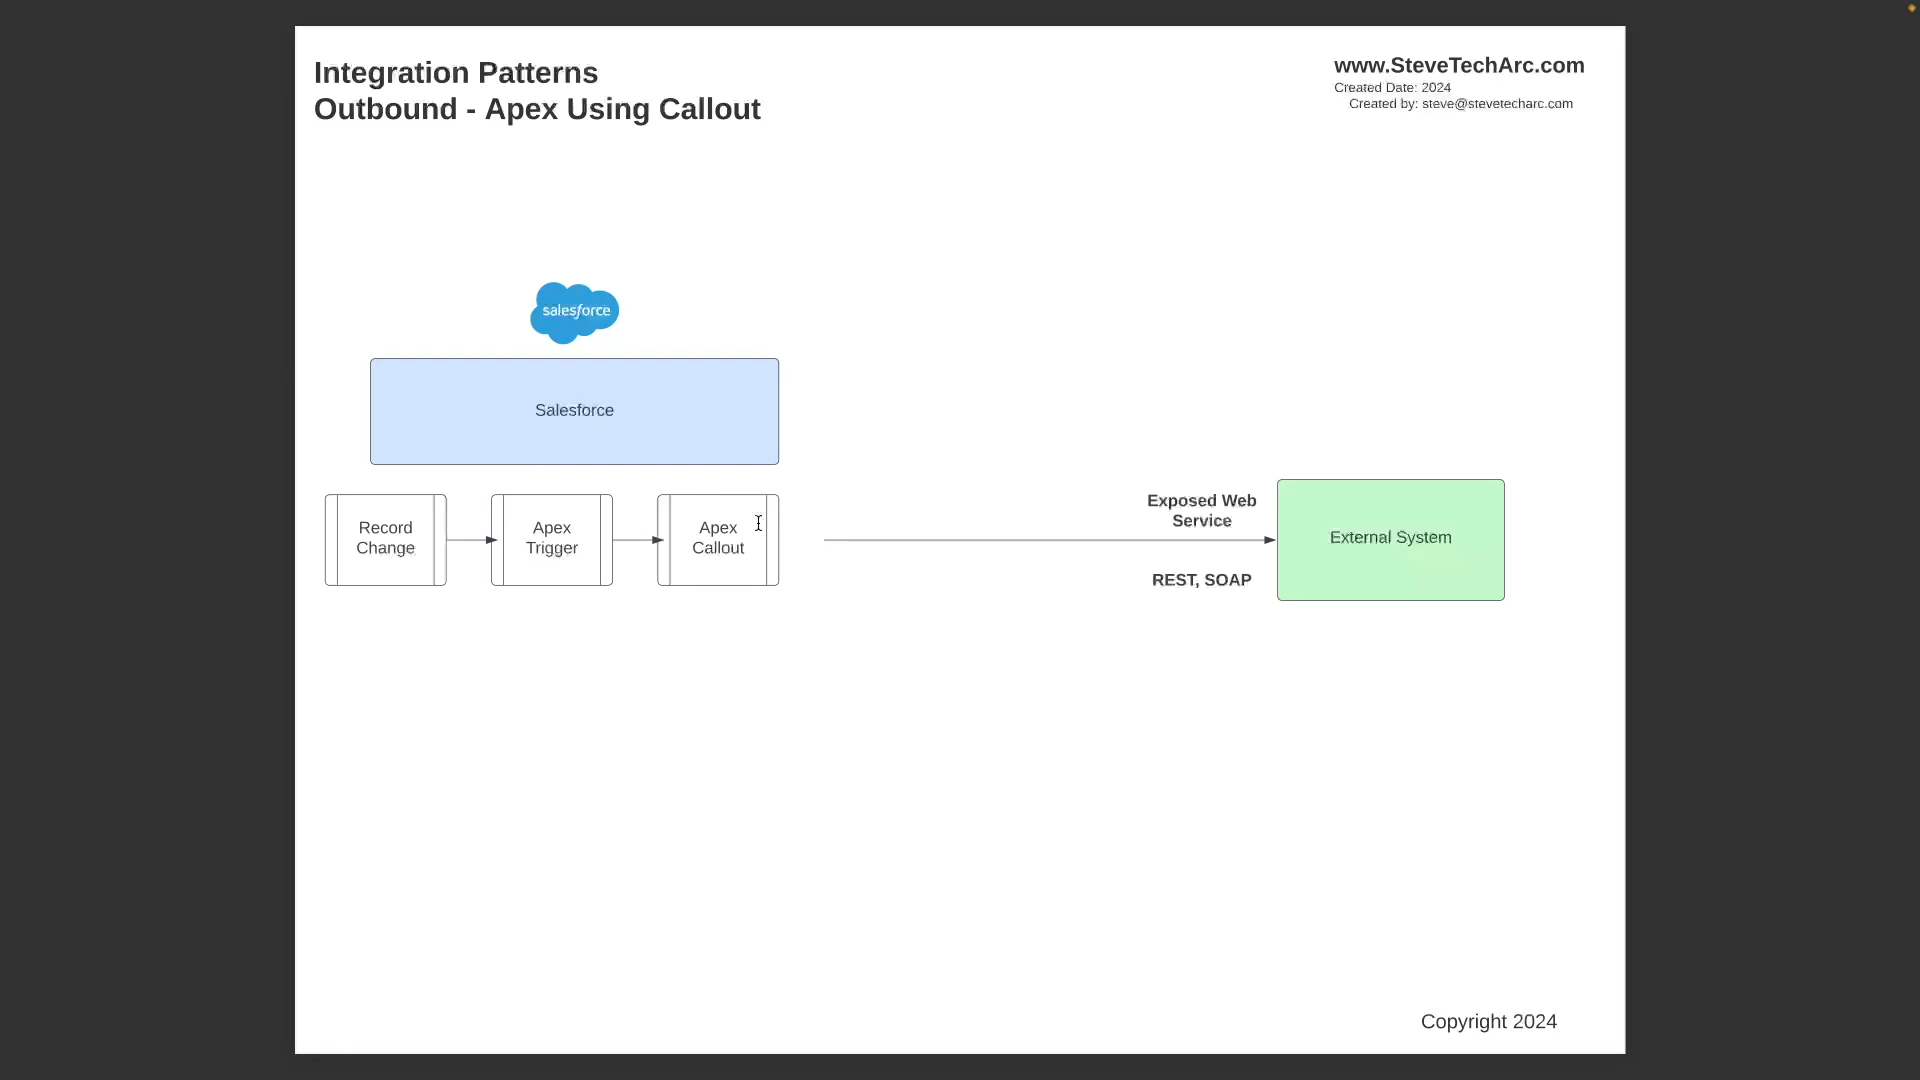 Integration Patterns
Outbound - Apex Using Callout
www.SteveTechArc.com
Created Date: 2024
Created by: steve@stevetecharc.com
salesforce
Salesforce
Record
Change
Apex
Trigger
Apex
Callout
Exposed Web
Service
REST, SOAP
External System
Copyright 2024